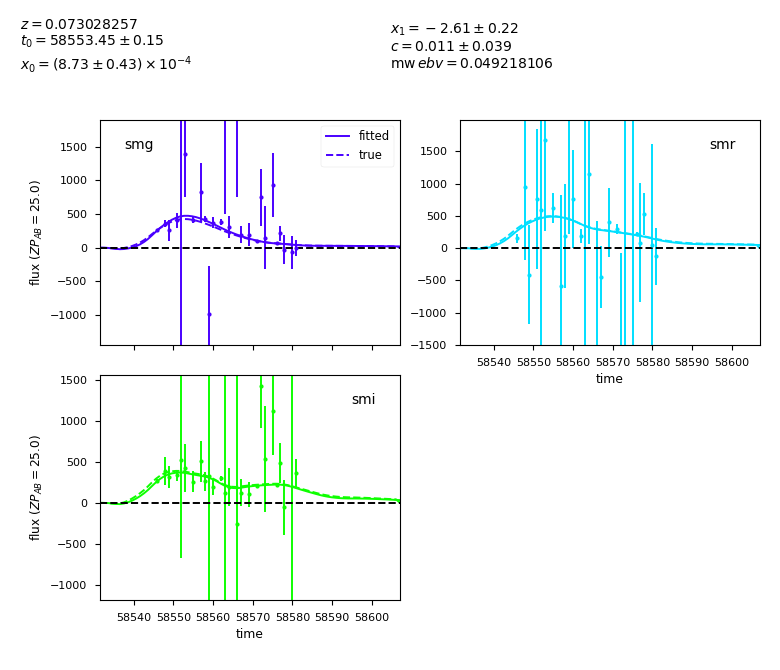 z = 0.073028257
t₀ = 58553.45 ± 0.15
x₀ = (8.73 ± 0.43) × 10⁻⁴
x₁ = −2.61 ± 0.22
c = 0.011 ± 0.039
mwebv = 0.049218106
smg
fitted
true
1500
1000
500
0
−500
−1000
flux (ZP_AB = 25.0)
smr
1500
1000
500
0
−500
−1000
−1500
58540 58550 58560 58570 58580 58590 58600
time
smi
1500
1000
500
0
−500
−1000
flux (ZP_AB = 25.0)
58540 58550 58560 58570 58580 58590 58600
time